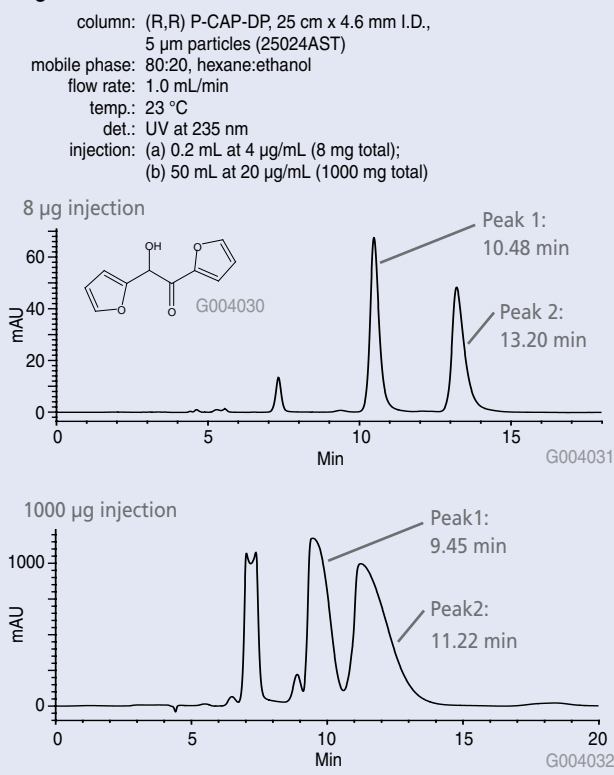 column: (R,R) P-CAP-DP, 25 cm x 4.6 mm I.D.,
5 µm particles (25024AST)
mobile phase: 80:20, hexane:ethanol
flow rate: 1.0 mL/min
temp.: 23 °C
det.: UV at 235 nm
injection: (a) 0.2 mL at 4 µg/mL (8 mg total);
(b) 50 mL at 20 µg/mL (1000 mg total)
8 µg injection
Peak 1:
10.48 min
Peak 2:
13.20 min
OH
O
O
O
G004030
60
40
20
0
mAU
0 5 10 15
Min
G004031
1000 µg injection
Peak1:
9.45 min
Peak2:
11.22 min
1000
0
mAU
0 5 10 15 20
Min
G004032